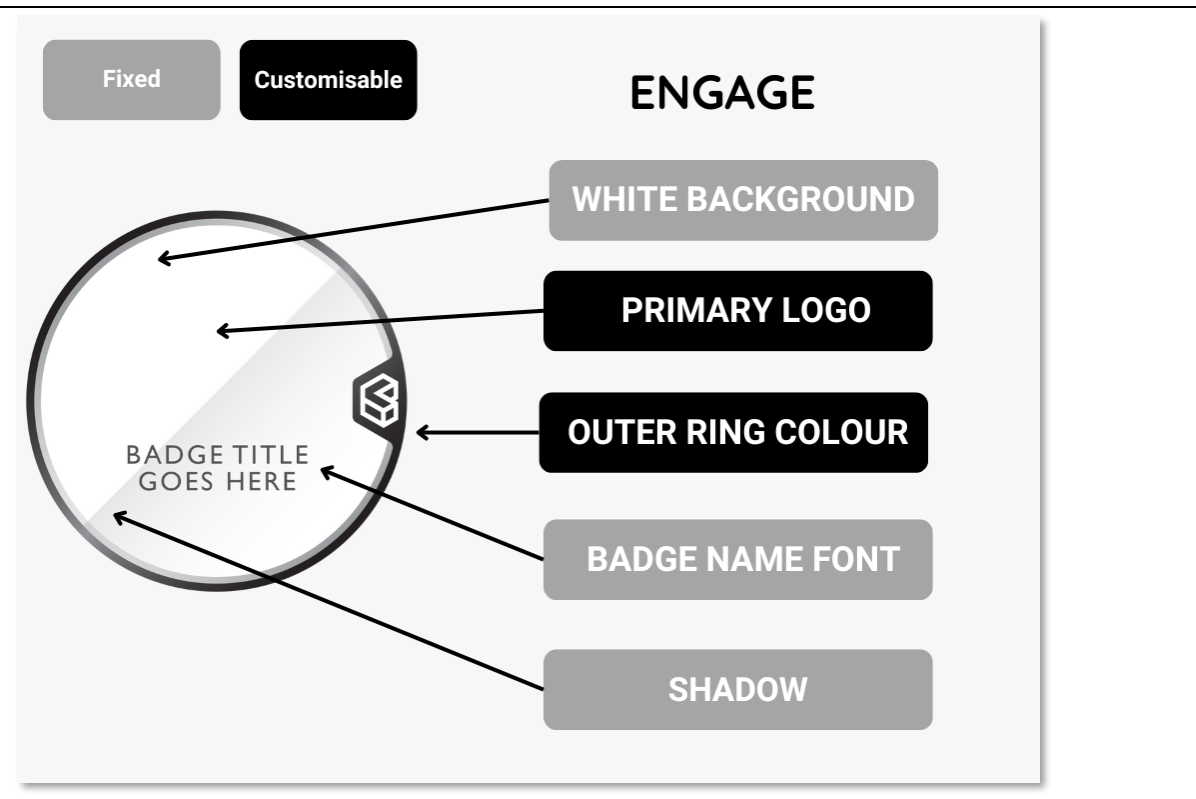 Fixed
Customisable
ENGAGE
WHITE BACKGROUND
PRIMARY LOGO
OUTER RING COLOUR
BADGE TITLE
GOES HERE
BADGE NAME FONT
SHADOW